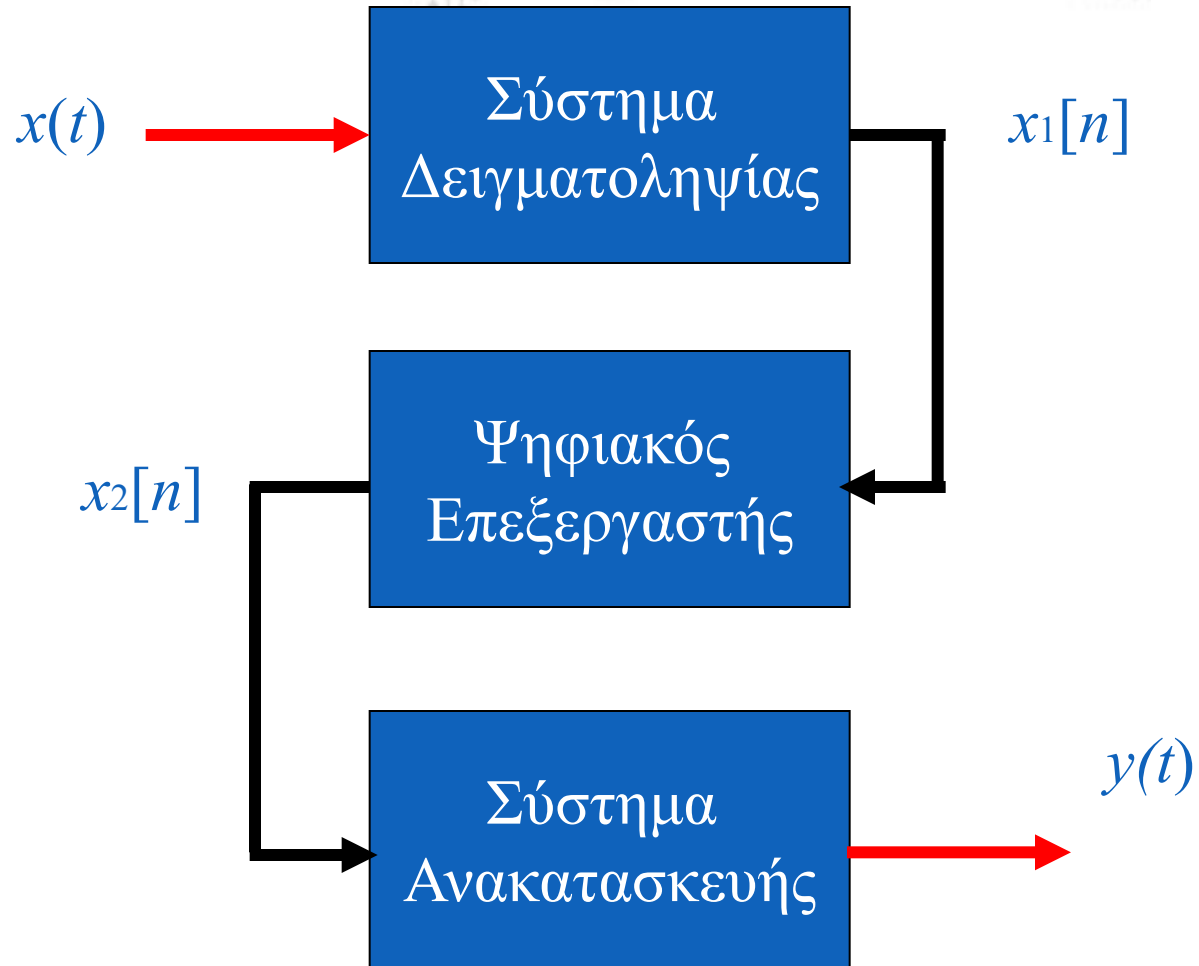 x(t)
Σύστημα
Δειγματοληψίας
x1[n]
Ψηφιακός
Επεξεργαστής
x2[n]
Σύστημα
Ανακατασκευής
y(t)